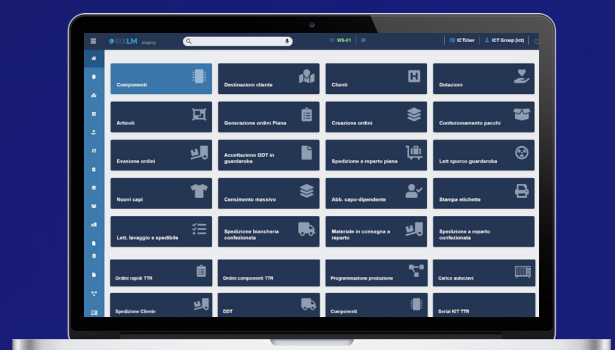 SIXLM staging
WS-#1
ICTUser
ICT Group (ict)
Componenti
Destinazioni cliente
Clienti
H
Dotazioni
Articoli
Generazione ordini Piana
Creazione ordini
Confezionamento pacchi
Evasione ordini
Accettazione DDT in
guardaroba
Spedizione a reparto piana
Lett sporco guardaroba
Nuovi capi
Censimento massivo
Abb. capo-dipendente
Stampa etichette
Lett. lavaggio e spedibile
Spedizione biancheria
confezionata
Materiale in consegna a
reparto
Spedizione a reparto
confezionata
Ordini rapidi TTR
Ordini componenti TTR
Programmazione produzione
Carico autoclavi
Spedizione Cliente
DDT
Componenti
Serial KIT TTR